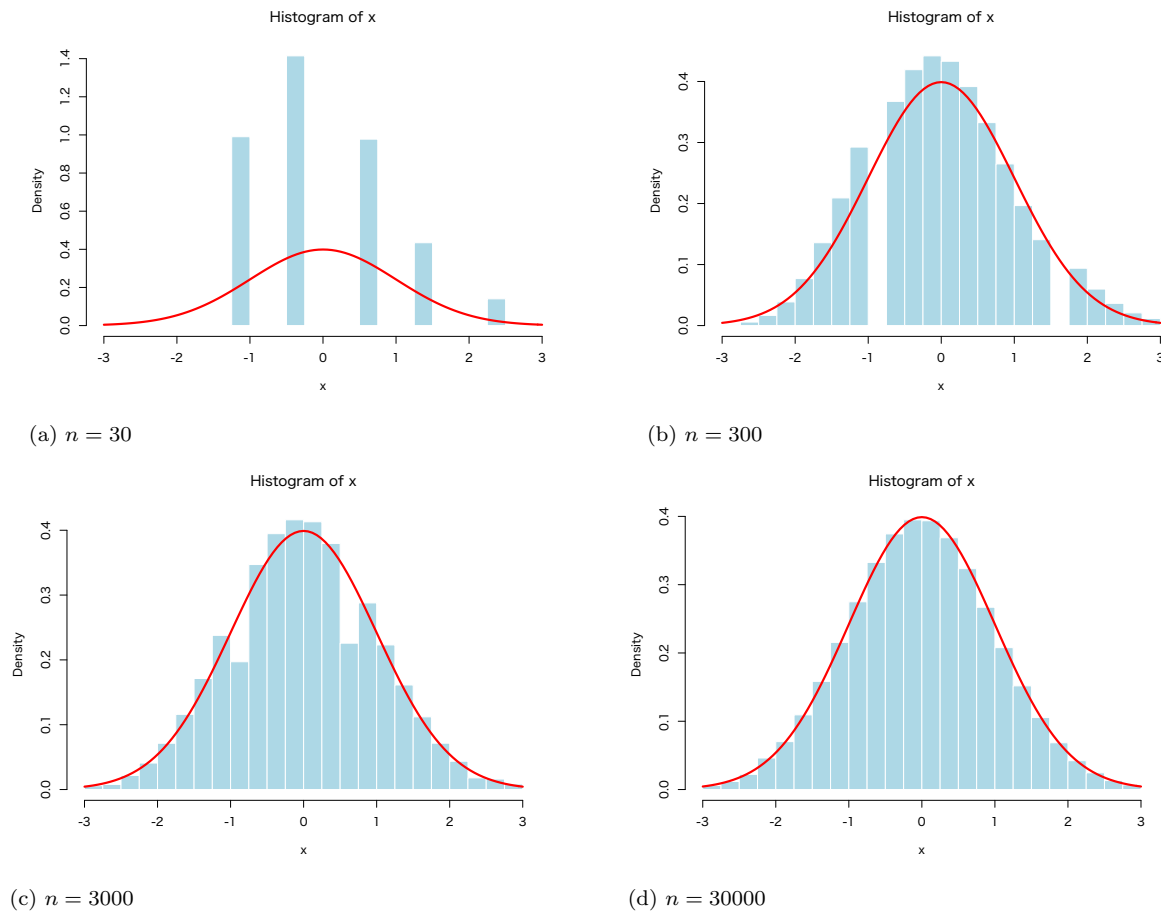 Histogram of x
Density
0.0 0.2 0.4 0.6 0.8 1.0 1.2 1.4
-3 -2 -1 0 1 2 3
x
(a) n = 30
Histogram of x
Density
0.0 0.1 0.2 0.3 0.4
-3 -2 -1 0 1 2 3
x
(b) n = 300
Histogram of x
Density
0.0 0.1 0.2 0.3 0.4
-3 -2 -1 0 1 2 3
x
(c) n = 3000
Histogram of x
Density
0.0 0.1 0.2 0.3 0.4
-3 -2 -1 0 1 2 3
x
(d) n = 30000